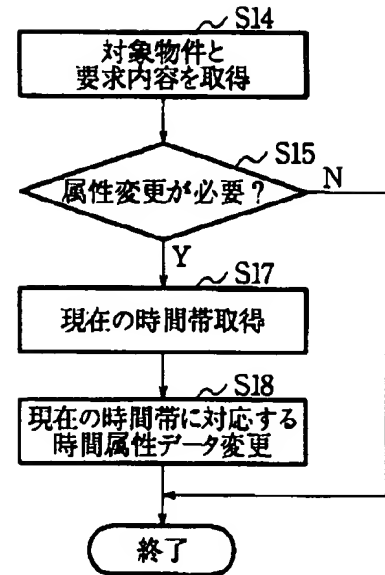 S14
対象物件と
要求内容を取得
S15
属性変更が必要？
N
Y
S17
現在の時間帯取得
S18
現在の時間帯に対応する
時間属性データ変更
終了